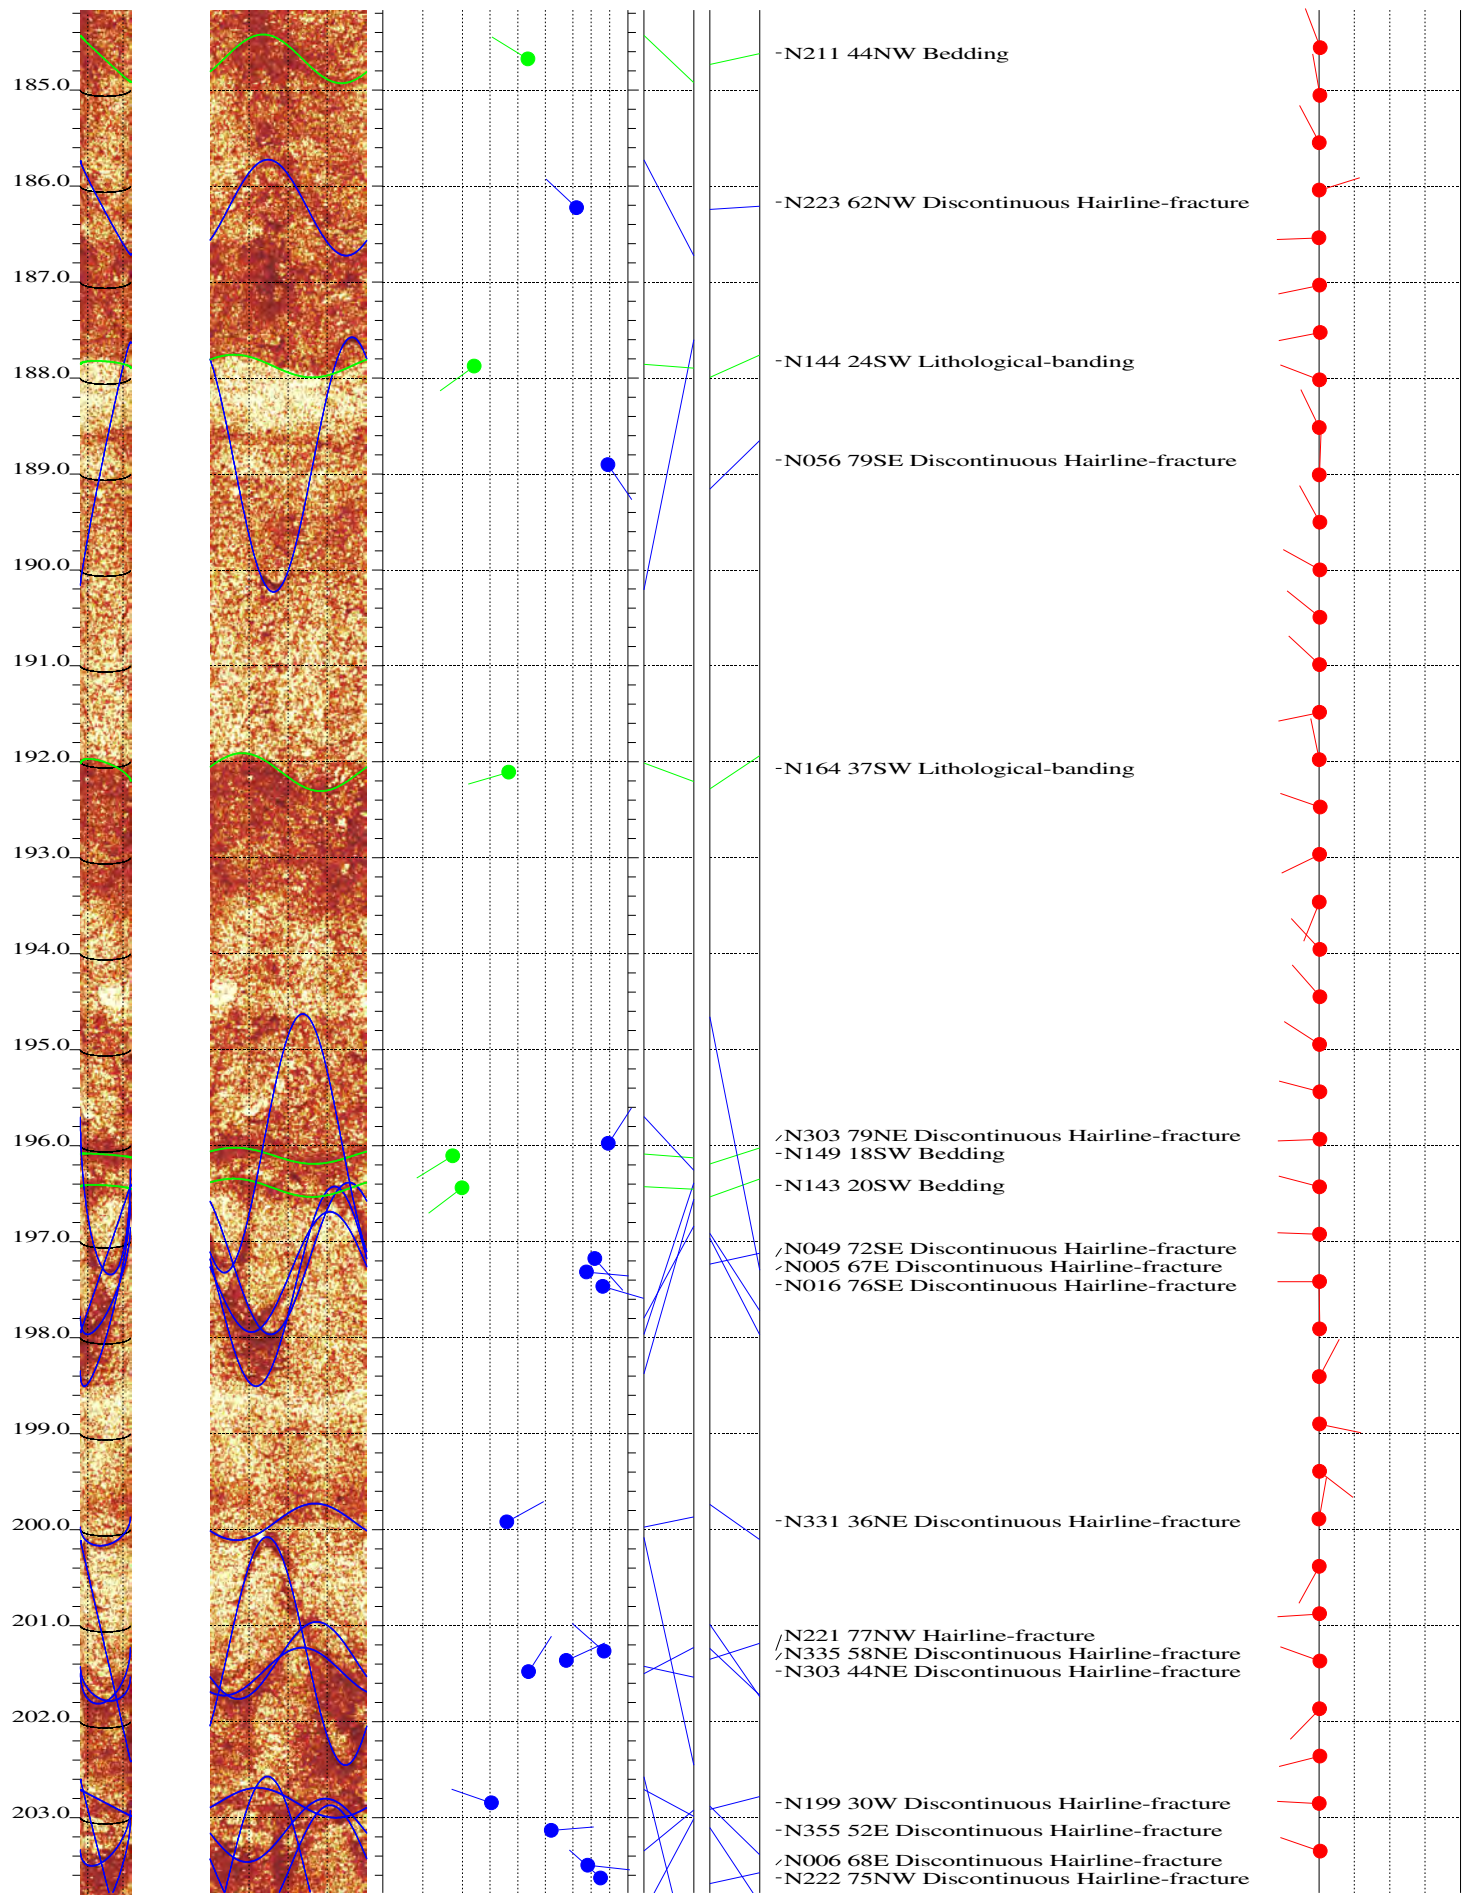 -N211 44NW Bedding
185.0
186.0
-N223 62NW Discontinuous Hairline-fracture
187.0
-N144 24SW Lithological-banding
188.0
-N056 79SE Discontinuous Hairline-fracture
189.0
190.0
191.0
192.0
-N164 37SW Lithological-banding
193.0
194.0
195.0
N303 79NE Discontinuous Hairline-fracture
196.0
-N149 18SW Bedding
-N143 20SW Bedding
197.0
N049 72SE Discontinuous Hairline-fracture
N005 67E Discontinuous Hairline-fracture
-N016 76SE Discontinuous Hairline-fracture
198.0
199.0
200.0
-N331 36NE Discontinuous Hairline-fracture
201.0
N221 77NW Hairline-fracture
N335 58NE Discontinuous Hairline-fracture
-N303 44NE Discontinuous Hairline-fracture
202.0
-N199 30W Discontinuous Hairline-fracture
203.0
-N355 52E Discontinuous Hairline-fracture
N006 68E Discontinuous Hairline-fracture
-N222 75NW Discontinuous Hairline-fracture